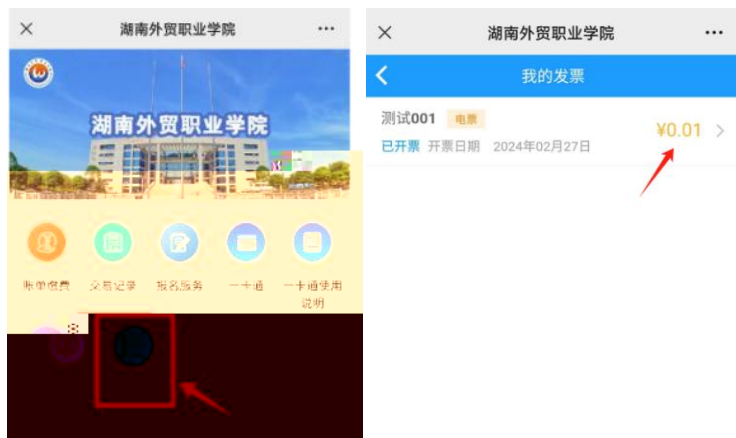 湖南外贸职业学院
湖南外贸职业学院
账单缴费 交易记录 报名服务 一卡通 一卡通使用
说明
湖南外贸职业学院
我的发票
测试001 电票
¥0.01
已开票 开票日期 2024年02月27日